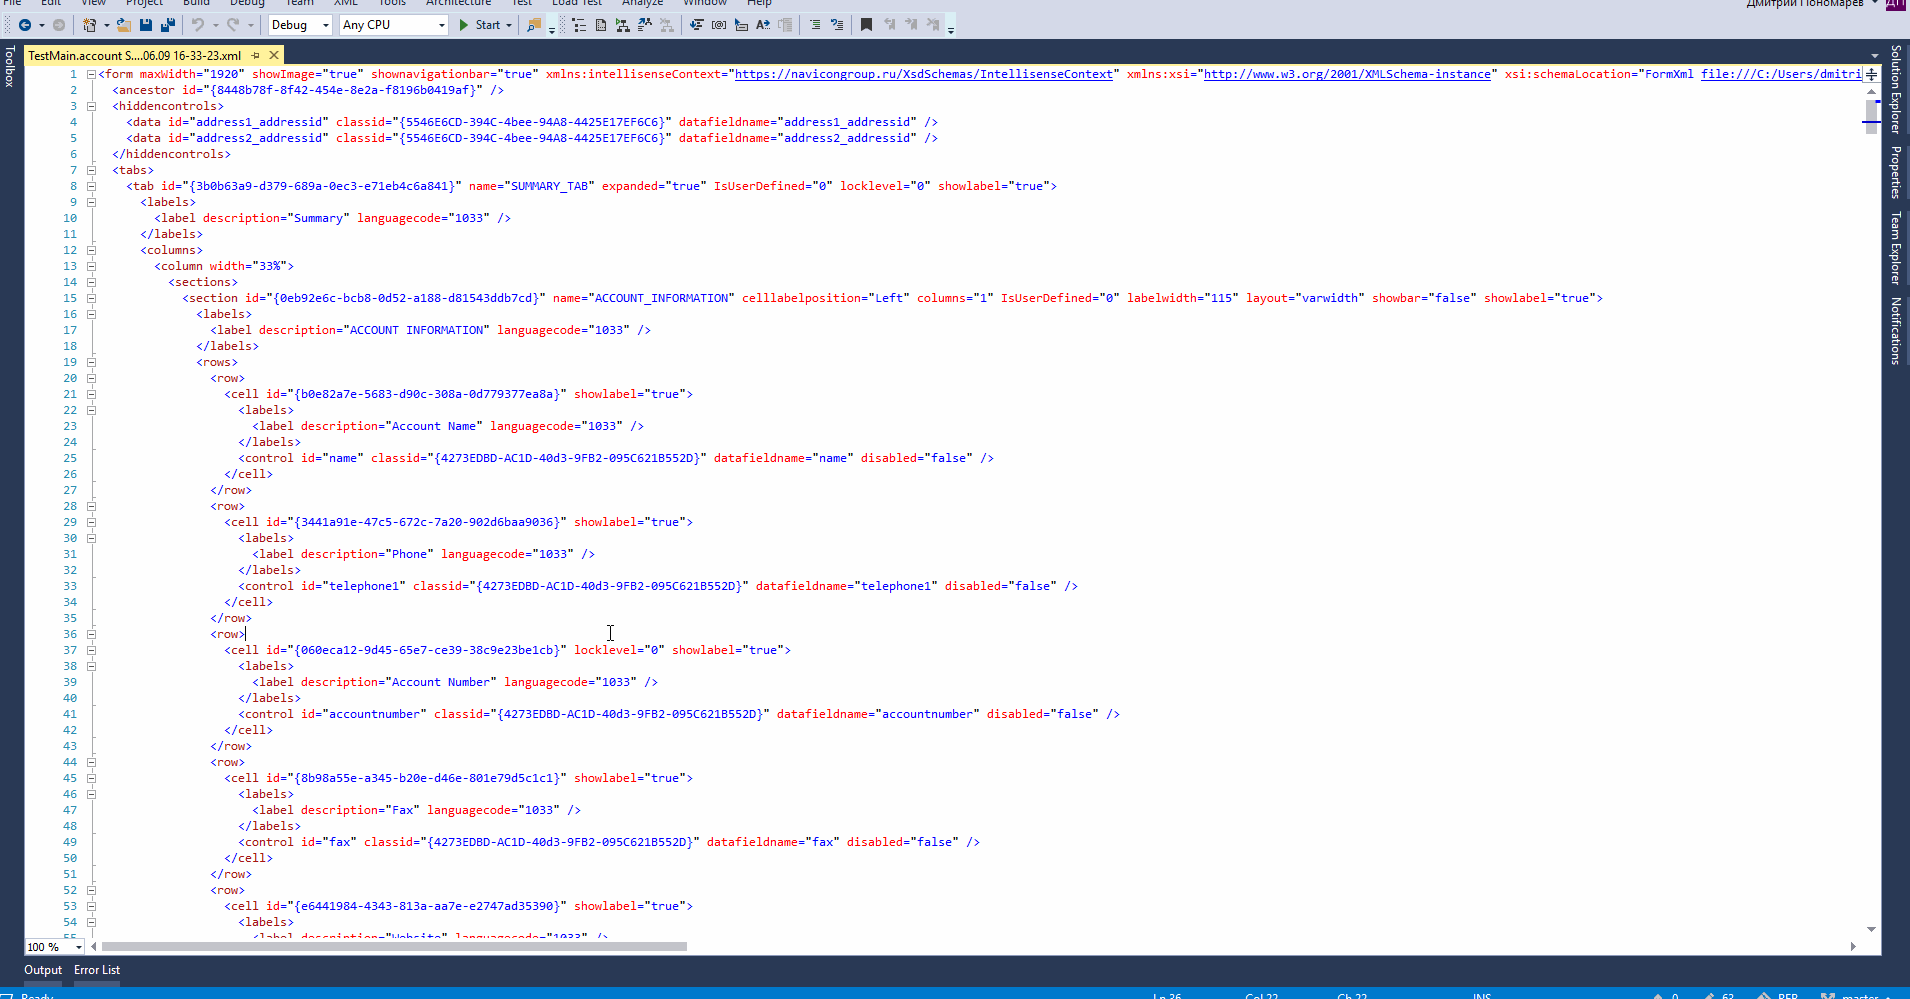 File Edit View Project Build Debug Team XML Tools Architecture Test Load Test Analyze Window Help Дмитрий Пономарев ДП
Debug Any CPU Start
Toolbox
TestMain.account S....06.09 16-33-23.xml
1 <form maxWidth="1920" showImage="true" shownavigationbar="true" xmlns:intellisenseContext="https://navicongroup.ru/XsdSchemas/IntellisenseContext" xmlns:xsi="http://www.w3.org/2001/XMLSchema-instance" xsi:schemaLocation="FormXml file:///C:/Users/dmitri
2 <ancestor id="{8448b78f-8f42-454e-8e2a-f8196b0419af}" />
3 <hiddencontrols>
4 <data id="address1_addressid" classid="{5546E6CD-394C-4bee-94A8-4425E17EF6C6}" datafieldname="address1_addressid" />
5 <data id="address2_addressid" classid="{5546E6CD-394C-4bee-94A8-4425E17EF6C6}" datafieldname="address2_addressid" />
6 </hiddencontrols>
7 <tabs>
8 <tab id="{3b0b63a9-d379-689a-0ec3-e71eb4c6a841}" name="SUMMARY_TAB" expanded="true" IsUserDefined="0" locklevel="0" showlabel="true">
9 <labels>
10 <label description="Summary" languagecode="1033" />
11 </labels>
12 <columns>
13 <column width="33%">
14 <sections>
15 <section id="{0eb92e6c-bcb8-0d52-a188-d81543ddb7cd}" name="ACCOUNT_INFORMATION" celllabelposition="Left" columns="1" IsUserDefined="0" labelwidth="115" layout="varwidth" showbar="false" showlabel="true">
16 <labels>
17 <label description="ACCOUNT INFORMATION" languagecode="1033" />
18 </labels>
19 <rows>
20 <row>
21 <cell id="{b0e82a7e-5683-d90c-308a-0d779377ea8a}" showlabel="true">
22 <labels>
23 <label description="Account Name" languagecode="1033" />
24 </labels>
25 <control id="name" classid="{4273EDBD-AC1D-40d3-9FB2-095C621B552D}" datafieldname="name" disabled="false" />
26 </cell>
27 </row>
28 <row>
29 <cell id="{3441a91e-47c5-672c-7a20-902d6baa9036}" showlabel="true">
30 <labels>
31 <label description="Phone" languagecode="1033" />
32 </labels>
33 <control id="telephone1" classid="{4273EDBD-AC1D-40d3-9FB2-095C621B552D}" datafieldname="telephone1" disabled="false" />
34 </cell>
35 </row>
36 <row>
37 <cell id="{060eca12-9d45-65e7-ce39-38c9e23be1cb}" locklevel="0" showlabel="true">
38 <labels>
39 <label description="Account Number" languagecode="1033" />
40 </labels>
41 <control id="accountnumber" classid="{4273EDBD-AC1D-40d3-9FB2-095C621B552D}" datafieldname="accountnumber" disabled="false" />
42 </cell>
43 </row>
44 <row>
45 <cell id="{8b98a55e-a345-b20e-d46e-801e79d5c1c1}" showlabel="true">
46 <labels>
47 <label description="Fax" languagecode="1033" />
48 </labels>
49 <control id="fax" classid="{4273EDBD-AC1D-40d3-9FB2-095C621B552D}" datafieldname="fax" disabled="false" />
50 </cell>
51 </row>
52 <row>
53 <cell id="{e6441984-4343-813a-aa7e-e2747ad35390}" showlabel="true">
54 <labels>
55 <label description="Website" languagecode="1033" />
Solution Explorer
Properties
Team Explorer
Notifications
100 %
Output Error List
Ready Ln 36 Col 22 Ch 22 INS 0 63 master